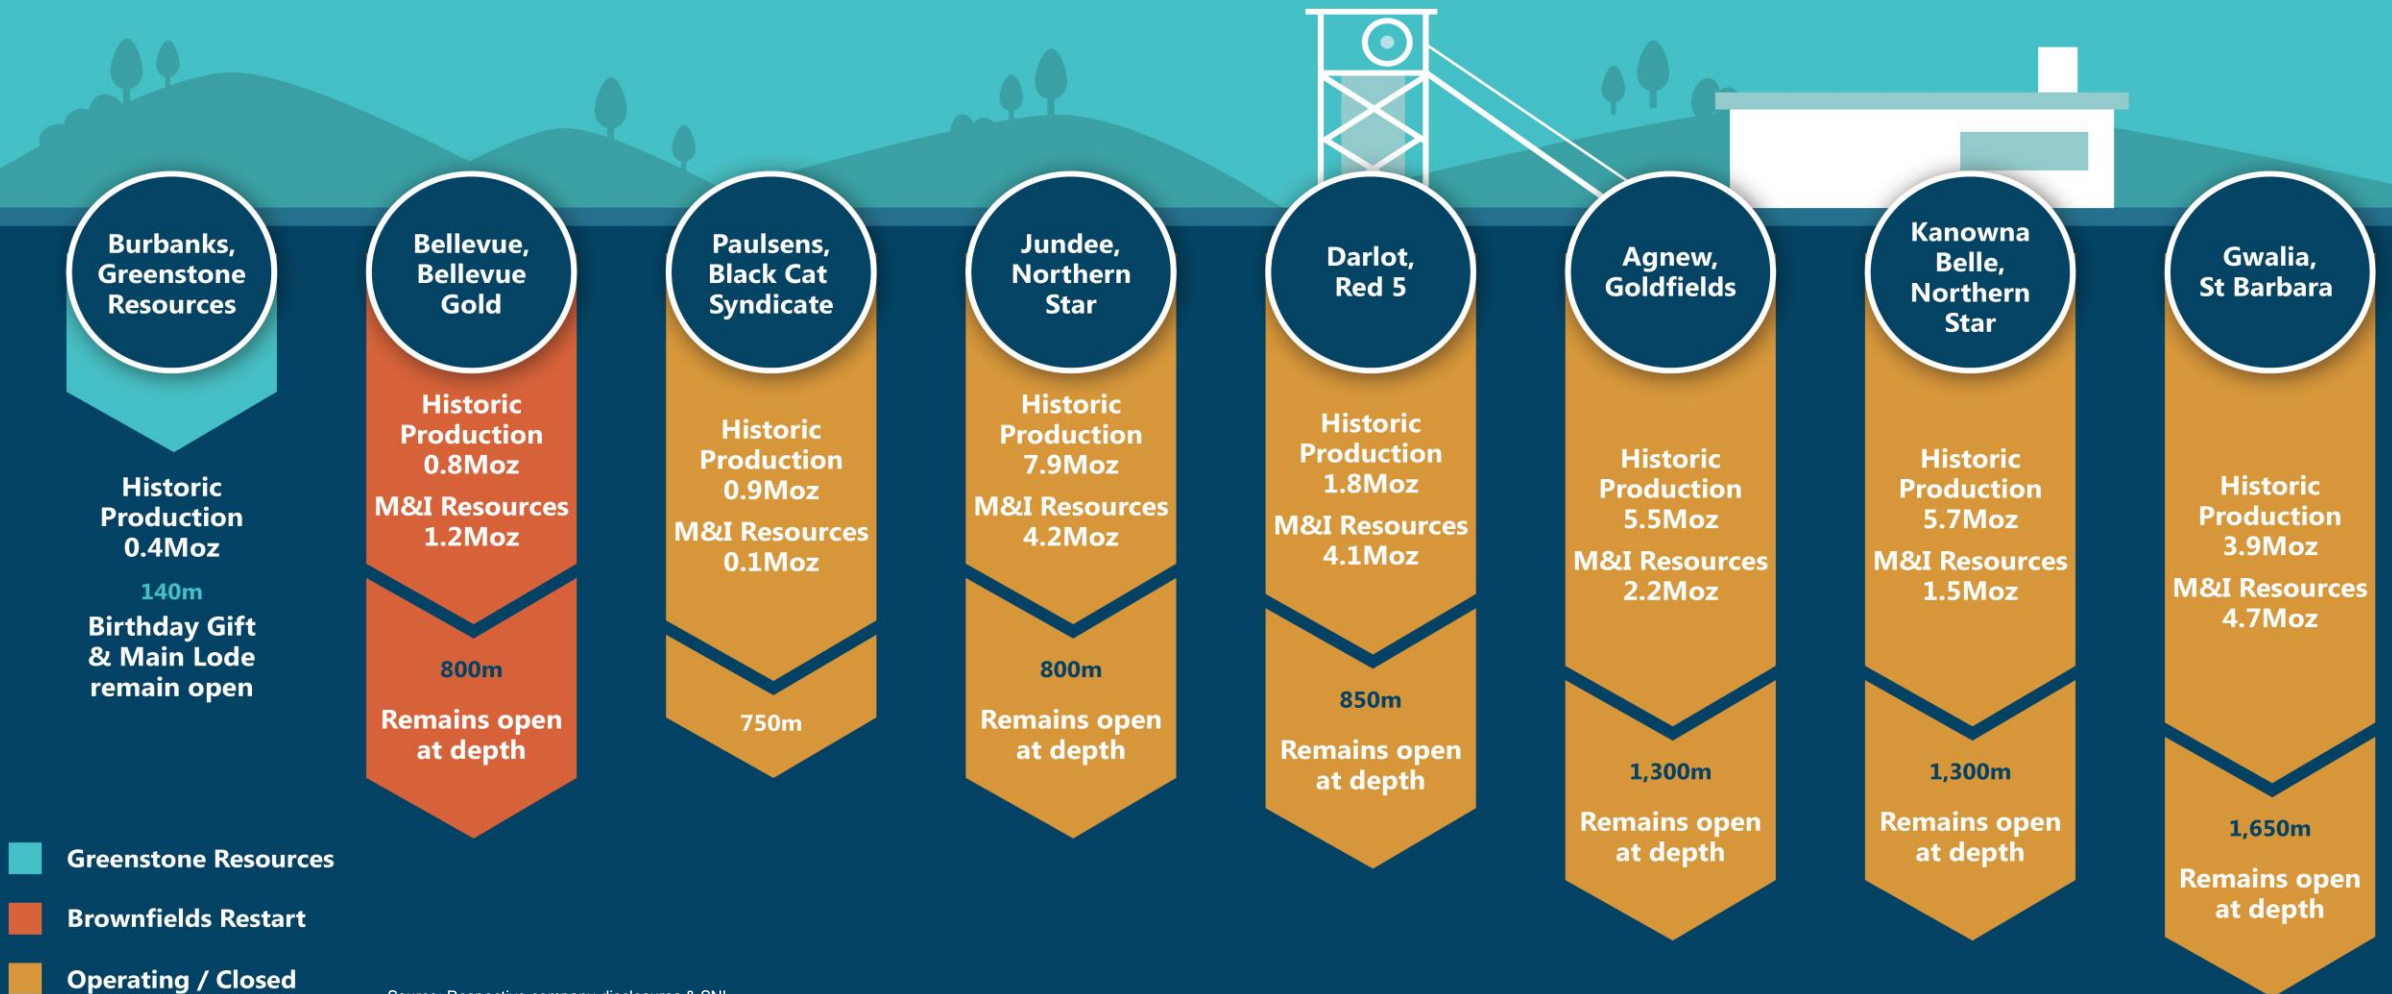 Burbanks,
Greenstone
Resources
Historic
Production
0.4Moz
140m
Birthday Gift
& Main Lode
remain open
Bellevue,
Bellevue
Gold
Historic
Production
0.8Moz
M&I Resources
1.2Moz
800m
Remains open
at depth
Paulsens,
Black Cat
Syndicate
Historic
Production
0.9Moz
M&I Resources
0.1Moz
750m
Jundee,
Northern
Star
Historic
Production
7.9Moz
M&I Resources
4.2Moz
800m
Remains open
at depth
Darlot,
Red 5
Historic
Production
1.8Moz
M&I Resources
4.1Moz
850m
Remains open
at depth
Agnew,
Goldfields
Historic
Production
5.5Moz
M&I Resources
2.2Moz
1,300m
Remains open
at depth
Kanowna
Belle,
Northern
Star
Historic
Production
5.7Moz
M&I Resources
1.5Moz
1,300m
Remains open
at depth
Gwalia,
St Barbara
Historic
Production
3.9Moz
M&I Resources
4.7Moz
1,650m
Remains open
at depth
Greenstone Resources
Brownfields Restart
Operating / Closed
Source: Respective company disclosures & SNL